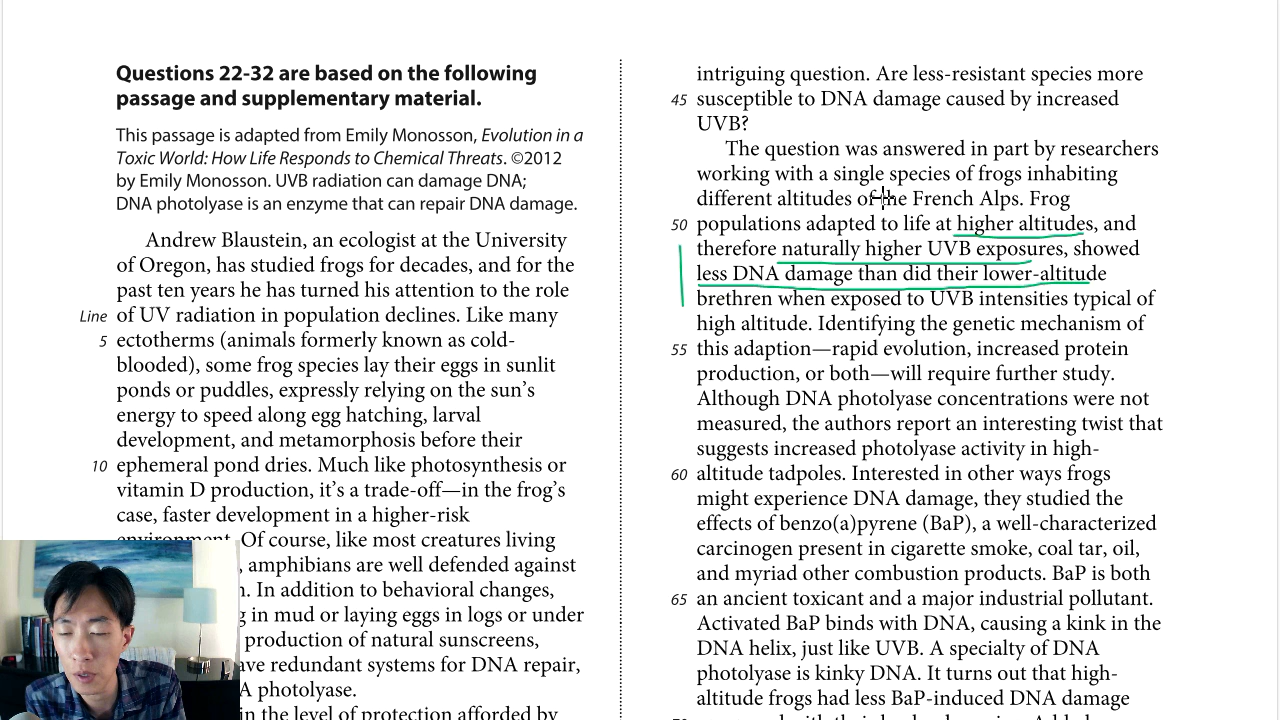 Questions 22-32 are based on the following
passage and supplementary material.
This passage is adapted from Emily Monosson, Evolution in a
Toxic World: How Life Responds to Chemical Threats. ©2012
by Emily Monosson. UVB radiation can damage DNA;
DNA photolyase is an enzyme that can repair DNA damage.
Andrew Blaustein, an ecologist at the University
of Oregon, has studied frogs for decades, and for the
past ten years he has turned his attention to the role
Line of UV radiation in population declines. Like many
5 ectotherms (animals formerly known as cold-
blooded), some frog species lay their eggs in sunlit
ponds or puddles, expressly relying on the sun’s
energy to speed along egg hatching, larval
development, and metamorphosis before their
10 ephemeral pond dries. Much like photosynthesis or
vitamin D production, it’s a trade-off—in the frog’s
case, faster development in a higher-risk
environment. Of course, like most creatures living
, amphibians are well defended against
. In addition to behavioral changes,
in mud or laying eggs in logs or under
production of natural sunscreens,
redundant systems for DNA repair,
photolyase.
in the level of protection afforded by
intriguing question. Are less-resistant species more
45 susceptible to DNA damage caused by increased
UVB?
The question was answered in part by researchers
working with a single species of frogs inhabiting
different altitudes of the French Alps. Frog
50 populations adapted to life at higher altitudes, and
therefore naturally higher UVB exposures, showed
less DNA damage than did their lower-altitude
brethren when exposed to UVB intensities typical of
high altitude. Identifying the genetic mechanism of
55 this adaption—rapid evolution, increased protein
production, or both—will require further study.
Although DNA photolyase concentrations were not
measured, the authors report an interesting twist that
suggests increased photolyase activity in high-
60 altitude tadpoles. Interested in other ways frogs
might experience DNA damage, they studied the
effects of benzo(a)pyrene (BaP), a well-characterized
carcinogen present in cigarette smoke, coal tar, oil,
and myriad other combustion products. BaP is both
65 an ancient toxicant and a major industrial pollutant.
Activated BaP binds with DNA, causing a kink in the
DNA helix, just like UVB. A specialty of DNA
photolyase is kinky DNA. It turns out that high-
altitude frogs had less BaP-induced DNA damage